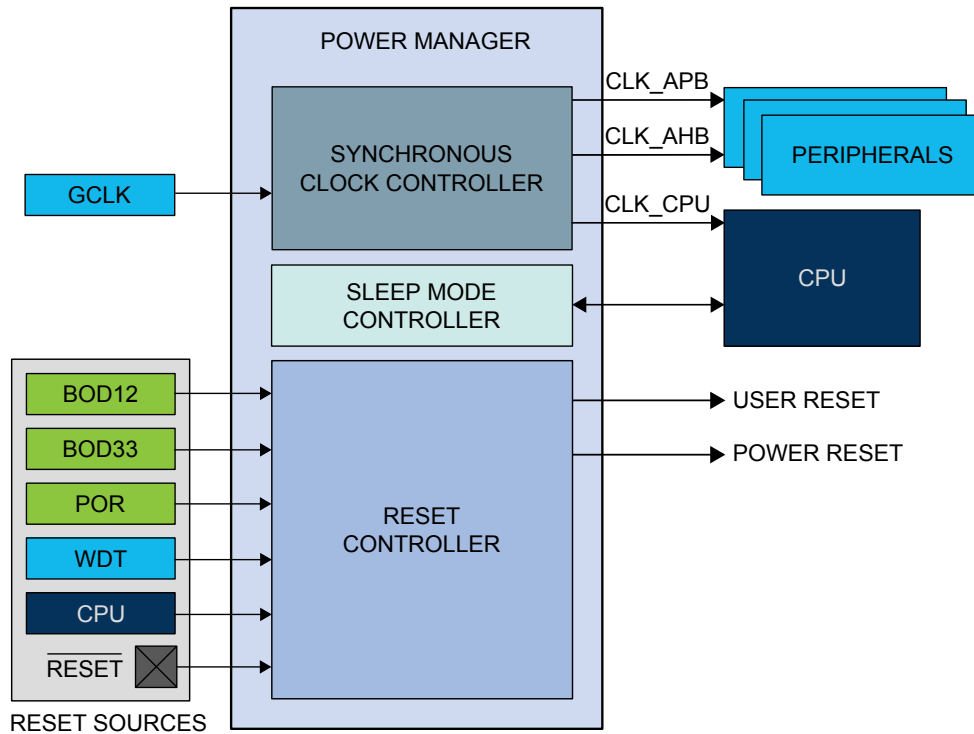 POWER MANAGER
CLK_APB
SYNCHRONOUS
CLOCK CONTROLLER
CLK_AHB
PERIPHERALS
GCLK
CLK_CPU
CPU
SLEEP MODE
CONTROLLER
BOD12
USER RESET
BOD33
POWER RESET
POR
RESET
CONTROLLER
WDT
CPU
RESET
RESET SOURCES